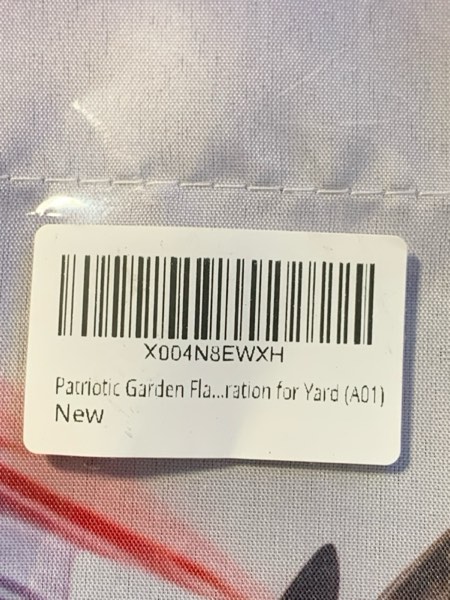 X004N8EWXH
Patriotic Garden Fla...ration for Yard (A01)
New